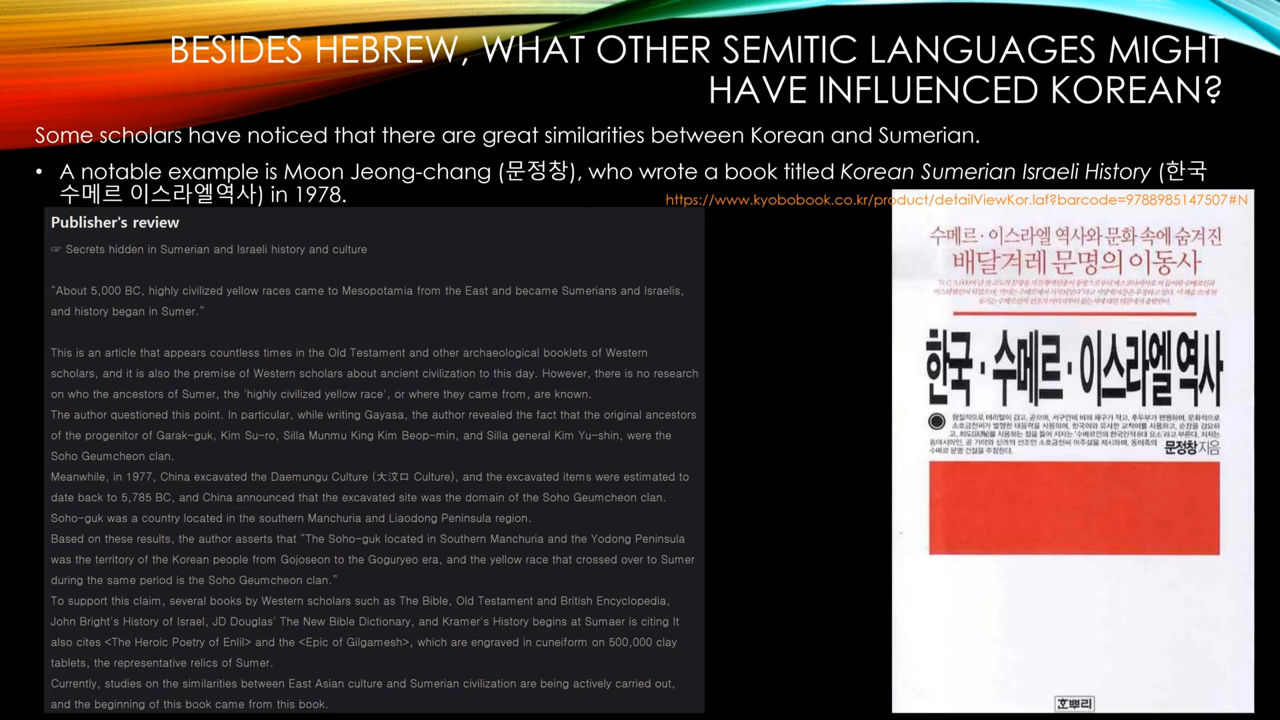 BESIDES HEBREW, WHAT OTHER SEMITIC LANGUAGES MIGHT
HAVE INFLUENCED KOREAN?
Some scholars have noticed that there are great similarities between Korean and Sumerian.
• A notable example is Moon Jeong-chang (문정창), who wrote a book titled Korean Sumerian Israeli History (한국
수메르 이스라엘역사) in 1978.
https://www.kyobobook.co.kr/product/detailViewKor.laf?barcode=9788985147507#N
Publisher's review
☞ Secrets hidden in Sumerian and Israeli history and culture
“About 5,000 BC, highly civilized yellow races came to Mesopotamia from the East and became Sumerians and Israelis,
and history began in Sumer.”
This is an article that appears countless times in the Old Testament and other archaeological booklets of Western
scholars, and it is also the premise of Western scholars about ancient civilization to this day. However, there is no research
on who the ancestors of Sumer, the 'highly civilized yellow race', or where they came from, are known.
The author questioned this point. In particular, while writing Gayasa, the author revealed the fact that the original ancestors
of the progenitor of Garak-guk, Kim Su-ro, Silla Munmu King Kim Beop-min, and Silla general Kim Yu-shin, were the
Soho Geumcheon clan.
Meanwhile, in 1977, China excavated the Daemungu Culture (大汶口 Culture), and the excavated items were estimated to
date back to 5,785 BC, and China announced that the excavated site was the domain of the Soho Geumcheon clan.
Soho-guk was a country located in the southern Manchuria and Liaodong Peninsula region.
Based on these results, the author asserts that “The Soho-guk located in Southern Manchuria and the Yodong Peninsula
was the territory of the Korean people from Gojoseon to the Goguryeo era, and the yellow race that crossed over to Sumer
during the same period is the Soho Geumcheon clan.”
To support this claim, several books by Western scholars such as The Bible, Old Testament and British Encyclopedia,
John Bright's History of Israel, JD Douglas' The New Bible Dictionary, and Kramer's History begins at Sumaer is citing It
also cites <The Heroic Poetry of Enlil> and the <Epic of Gilgamesh>, which are engraved in cuneiform on 500,000 clay
tablets, the representative relics of Sumer.
Currently, studies on the similarities between East Asian culture and Sumerian civilization are being actively carried out,
and the beginning of this book came from this book.
수메르·이스라엘 역사와 문화 속에 숨겨진
배달겨레 문명의 이동사
한국·수메르·이스라엘 역사
문정창 지음
훈뿌리